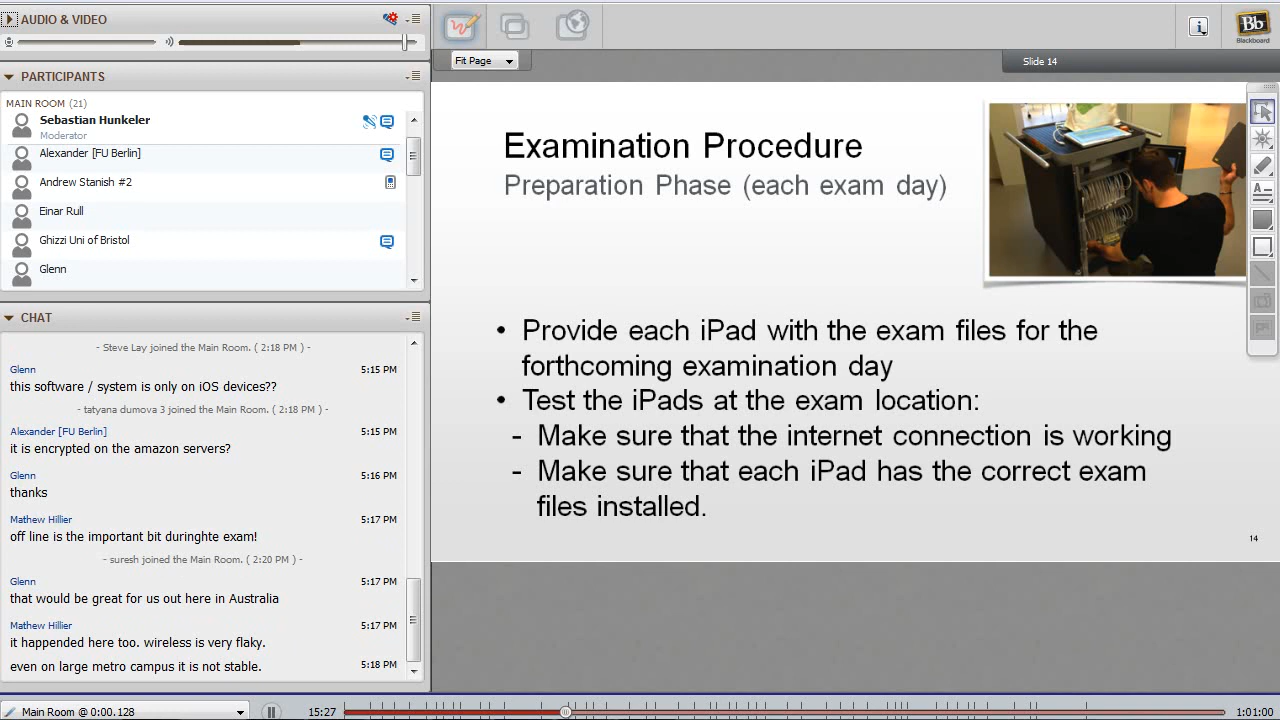 AUDIO & VIDEO
PARTICIPANTS
MAIN ROOM (21)
Sebastian Hunkeler
Moderator
Alexander [FU Berlin]
Andrew Stanish #2
Einar Rull
Ghizzi Uni of Bristol
Glenn
CHAT
- Steve Lay joined the Main Room. ( 2:18 PM ) -
Glenn 5:15 PM
this software / system is only on iOS devices??
- tatyana dumova 3 joined the Main Room. ( 2:18 PM ) -
Alexander [FU Berlin] 5:15 PM
it is encrypted on the amazon servers?
Glenn 5:16 PM
thanks
Mathew Hillier 5:17 PM
off line is the important bit duringhte exam!
- suresh joined the Main Room. ( 2:20 PM ) -
Glenn 5:17 PM
that would be great for us out here in Australia
Mathew Hillier 5:17 PM
it happended here too. wireless is very flaky.
even on large metro campus it is not stable. 5:18 PM
Main Room @ 0:00.128
15:27
1:01:00
Fit Page
Slide 14
Bb
Blackboard
Examination Procedure
Preparation Phase (each exam day)
• Provide each iPad with the exam files for the
forthcoming examination day
• Test the iPads at the exam location:
- Make sure that the internet connection is working
- Make sure that each iPad has the correct exam
files installed.
14